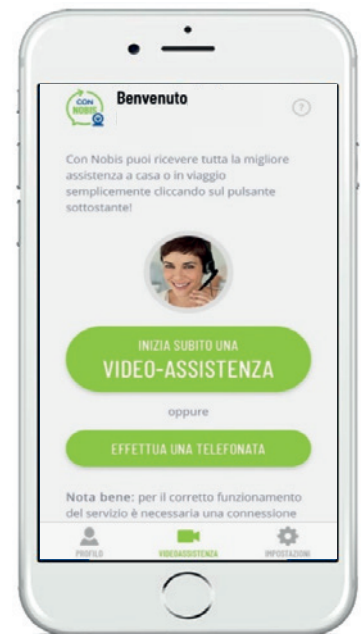 CON
NOBIS
Benvenuto
?
Con Nobis puoi ricevere tutta la migliore
assistenza a casa o in viaggio
semplicemente cliccando sul pulsante
sottostante!
INIZIA SUBITO UNA
VIDEO-ASSISTENZA
oppure
EFFETTUA UNA TELEFONATA
Nota bene: per il corretto funzionamento
del servizio è necessaria una connessione
PROFILO VIDEOASSISTENZA IMPOSTAZIONI